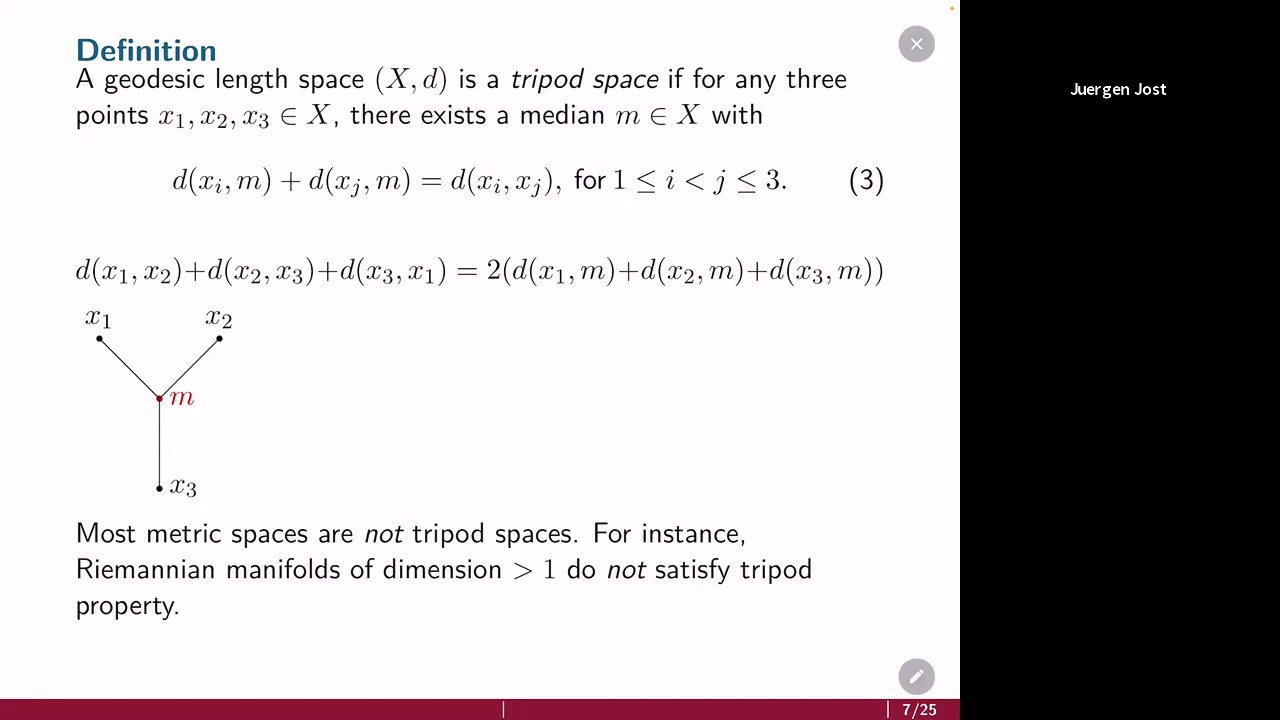 Definition
A geodesic length space (X, d) is a tripod space if for any three
points x₁, x₂, x₃ ∈ X, there exists a median m ∈ X with
d(xᵢ, m) + d(xⱼ, m) = d(xᵢ, xⱼ), for 1 ≤ i < j ≤ 3. (3)
d(x₁, x₂)+d(x₂, x₃)+d(x₃, x₁) = 2(d(x₁, m)+d(x₂, m)+d(x₃, m))
x₁ x₂
m
x₃
Most metric spaces are not tripod spaces. For instance,
Riemannian manifolds of dimension > 1 do not satisfy tripod
property.
7/25
Juergen Jost